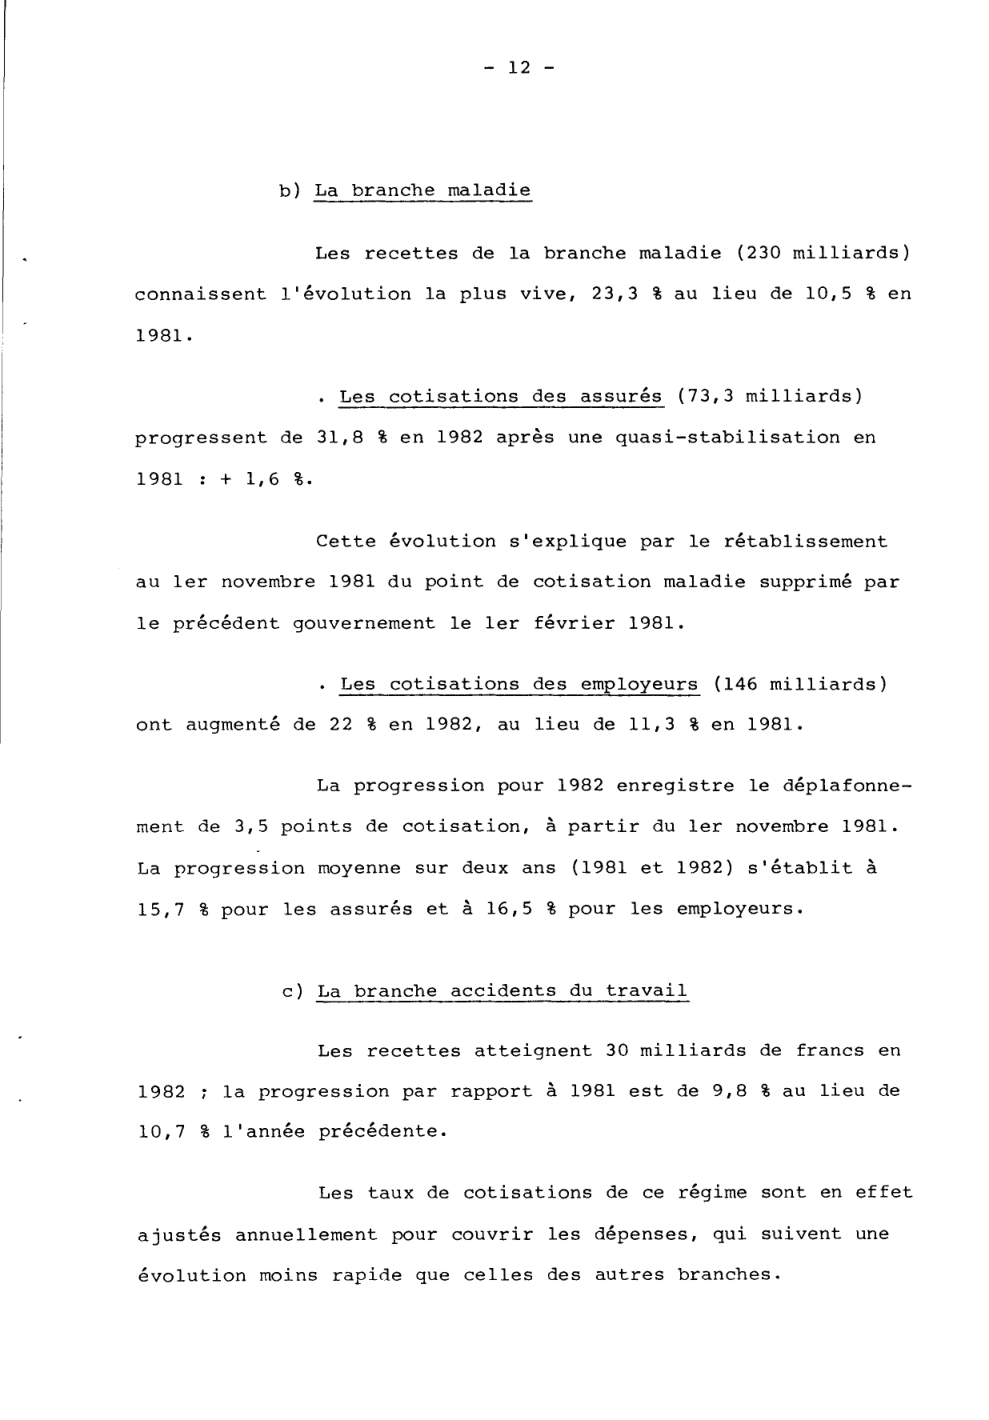 - 12 -
b) La branche maladie
Les recettes de la branche maladie (230 milliards)
connaissent l'évolution la plus vive, 23,3 % au lieu de 10,5 % en
1981.
. Les cotisations des assurés (73,3 milliards)
progressent de 31,8 % en 1982 après une quasi-stabilisation en
1981 : + 1,6 %.
Cette évolution s'explique par le rétablissement
au 1er novembre 1981 du point de cotisation maladie supprimé par
le précédent gouvernement le 1er février 1981.
. Les cotisations des employeurs (146 milliards)
ont augmenté de 22 % en 1982, au lieu de 11,3 % en 1981.
La progression pour 1982 enregistre le déplafonne-
ment de 3,5 points de cotisation, à partir du 1er novembre 1981.
La progression moyenne sur deux ans (1981 et 1982) s'établit à
15,7 % pour les assurés et à 16,5 % pour les employeurs.
c) La branche accidents du travail
Les recettes atteignent 30 milliards de francs en
1982 ; la progression par rapport à 1981 est de 9,8 % au lieu de
10,7 % l'année précédente.
Les taux de cotisations de ce régime sont en effet
ajustés annuellement pour couvrir les dépenses, qui suivent une
évolution moins rapide que celles des autres branches.